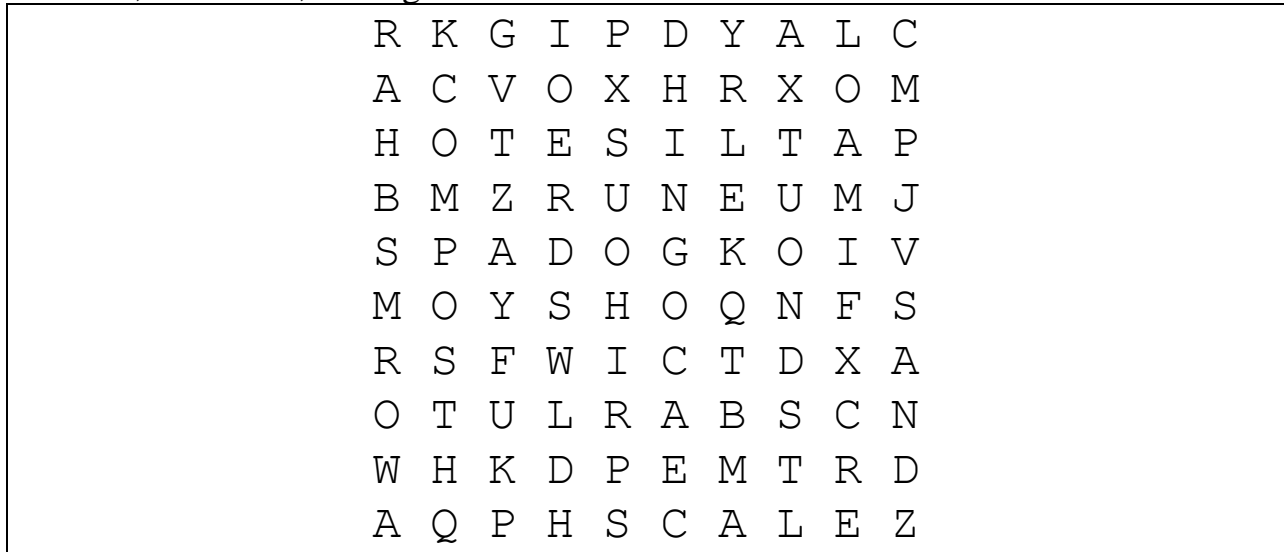 R K G I P D Y A L C
A C V O X H R X O M
H O T E S I L T A P
B M Z R U N E U M J
S P A D O G K O I V
M O Y S H O Q N F S
R S F W I C T D X A
O T U L R A B S C N
W H K D P E M T R D
A Q P H S C A L E Z